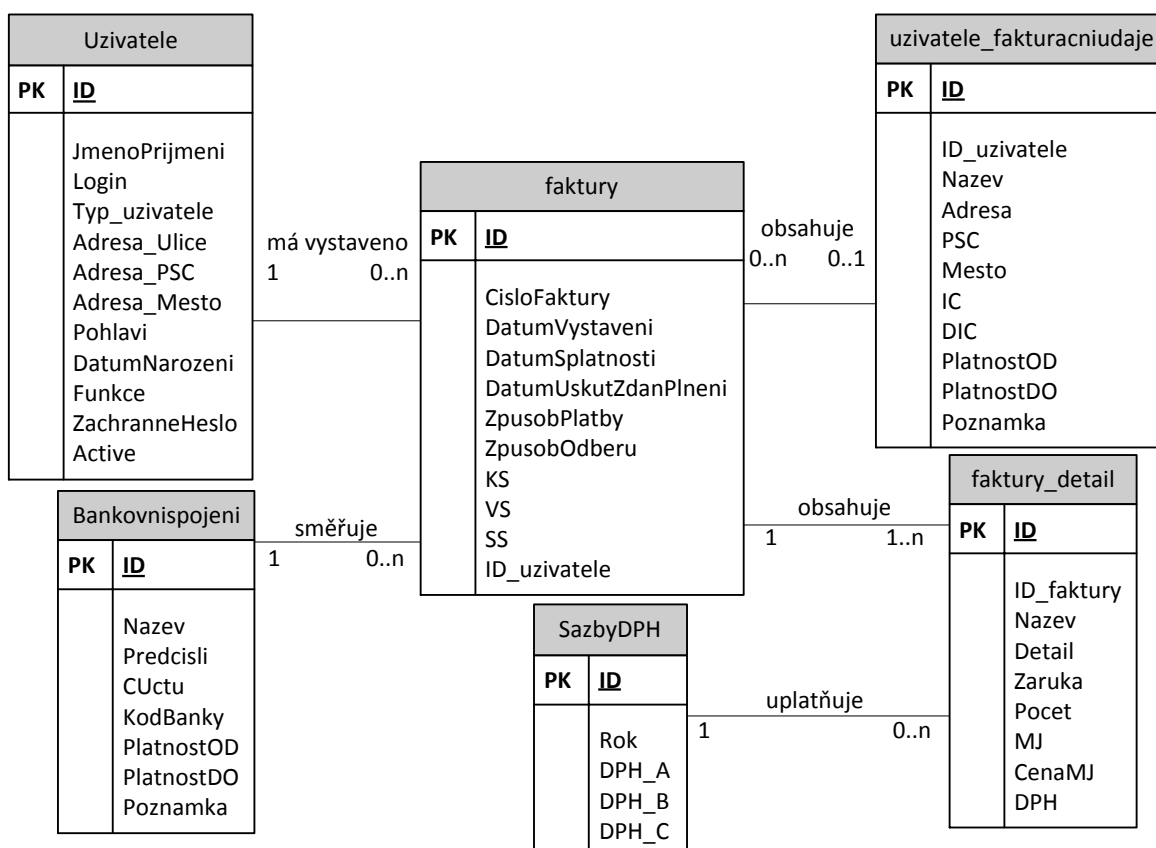 Uzivatele
PK ID
JmenoPrijmeni
Login
Typ_uzivatele
Adresa_Ulice
Adresa_PSC
Adresa_Mesto
Pohlavi
DatumNarozeni
Funkce
ZachranneHeslo
Active
má vystaveno
1 0..n
faktury
PK ID
CisloFaktury
DatumVystaveni
DatumSplatnosti
DatumUskutZdanPlneni
ZpusobPlatby
ZpusobOdberu
KS
VS
SS
ID_uzivatele
obsahuje
0..n 0..1
uzivatele_fakturacniudaje
PK ID
ID_uzivatele
Nazev
Adresa
PSC
Mesto
IC
DIC
PlatnostOD
PlatnostDO
Poznamka
Bankovnispojeni
PK ID
Nazev
Predcisli
CUctu
KodBanky
PlatnostOD
PlatnostDO
Poznamka
směřuje
1 0..n
obsahuje
1 1..n
faktury_detail
PK ID
ID_faktury
Nazev
Detail
Zaruka
Pocet
MJ
CenaMJ
DPH
SazbyDPH
PK ID
Rok
DPH_A
DPH_B
DPH_C
uplatňuje
1 0..n